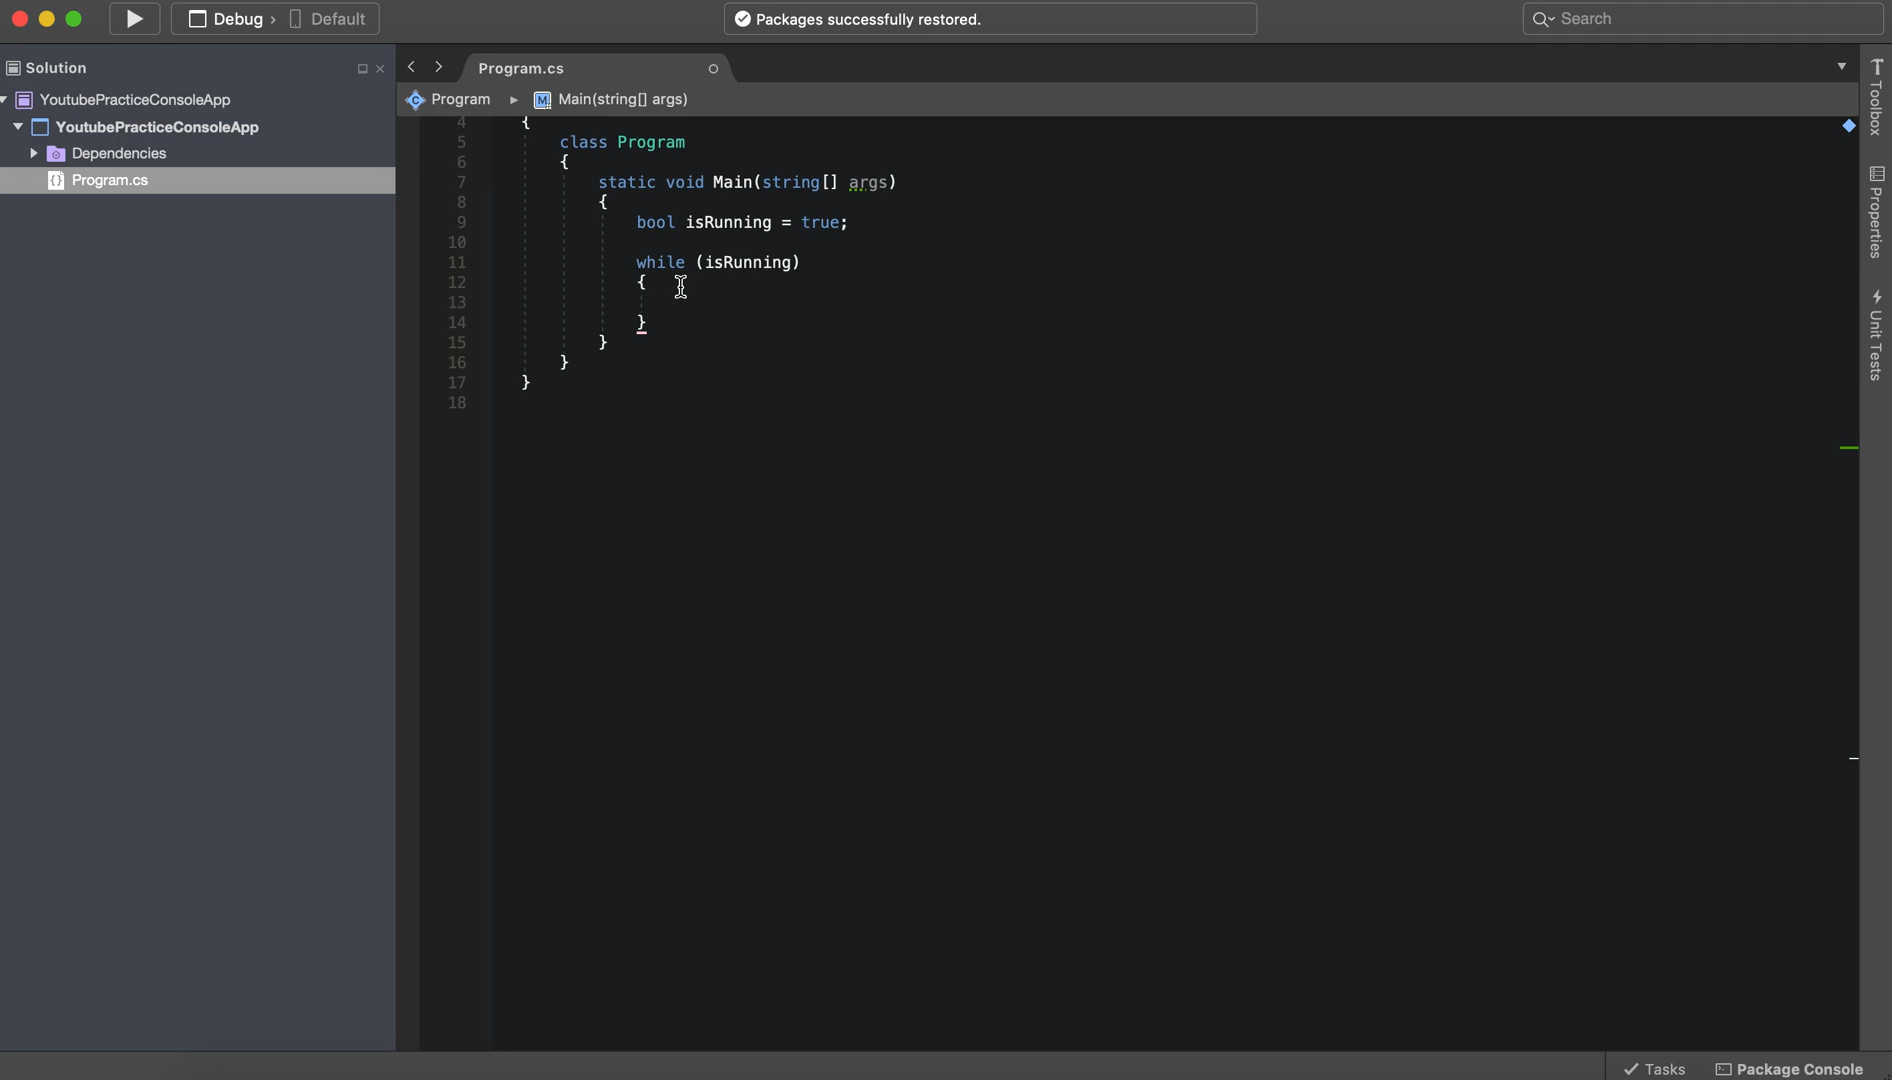 Debug › Default
Packages successfully restored.
Search
Solution
YoutubePracticeConsoleApp
YoutubePracticeConsoleApp
Dependencies
Program.cs
Program.cs
Program ▸ Main(string[] args)
4 {
5 class Program
6 {
7 static void Main(string[] args)
8 {
9 bool isRunning = true;
10
11 while (isRunning)
12 {
13
14 }
15 }
16 }
17 }
18
Toolbox
Properties
Unit Tests
Tasks
Package Console